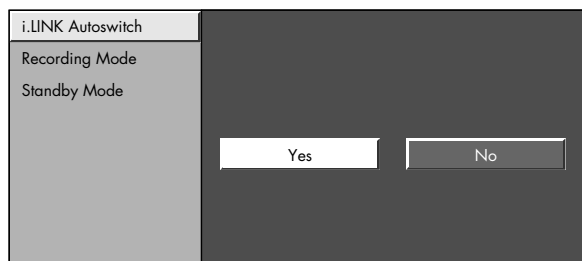 i.LINK Autoswitch
Recording Mode
Standby Mode
Yes
No